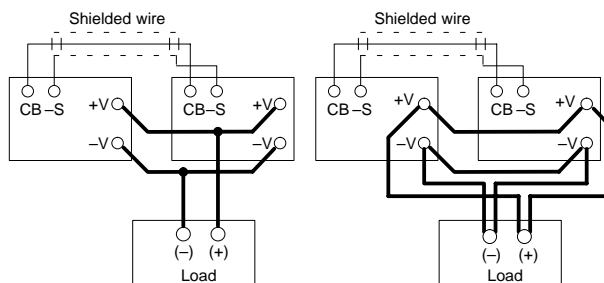 Shielded wire
Shielded wire
CB –S
CB –S
CB –S
CB –S
+V
+V
+V
+V
–V
–V
–V
–V
(–) (+)
(–) (+)
Load
Load